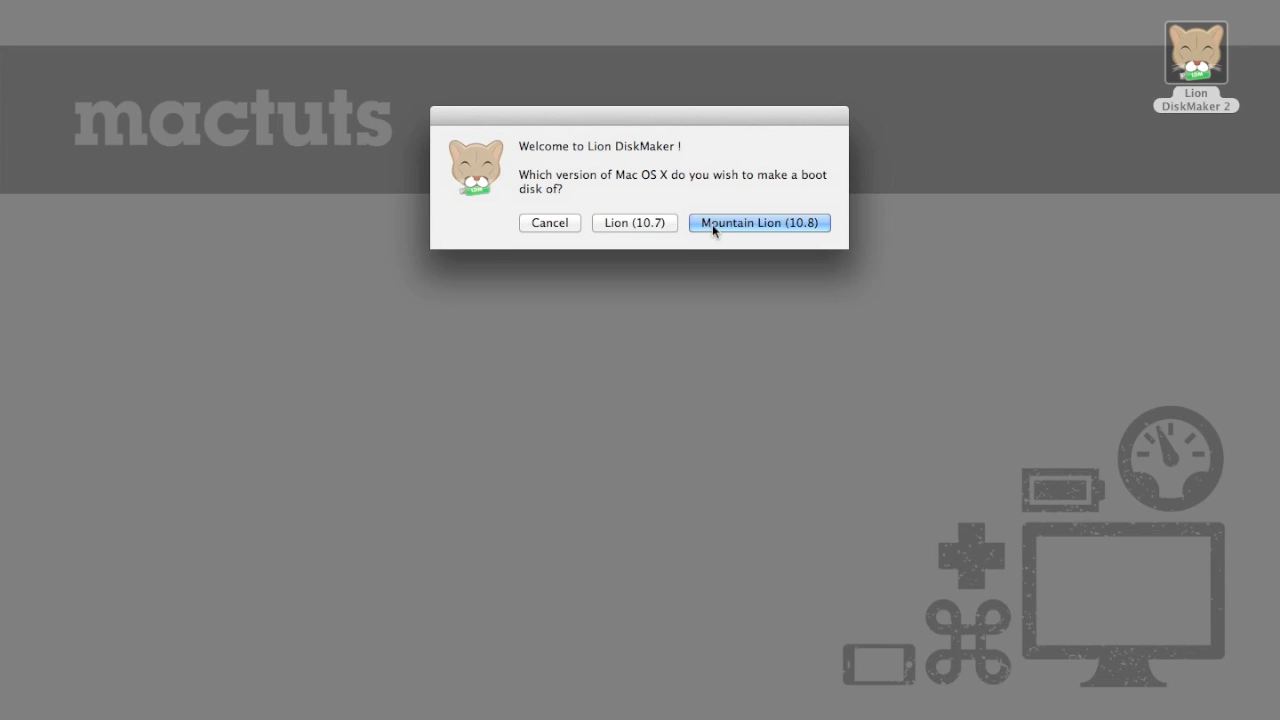 mactuts
Lion
DiskMaker 2
Welcome to Lion DiskMaker !
Which version of Mac OS X do you wish to make a boot
disk of?
Cancel
Lion (10.7)
Mountain Lion (10.8)